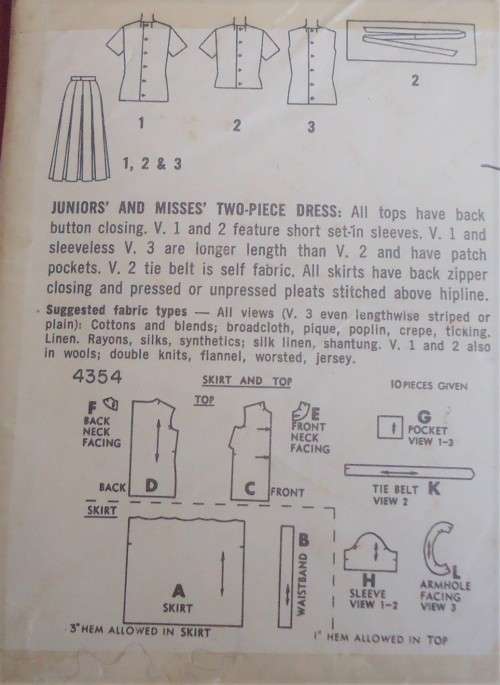 1
2
3
2
1, 2 & 3
JUNIORS' AND MISSES' TWO-PIECE DRESS: All tops have back
button closing. V. 1 and 2 feature short set-in sleeves. V. 1 and
sleeveless V. 3 are longer length than V. 2 and have patch
pockets. V. 2 tie belt is self fabric. All skirts have back zipper
closing and pressed or unpressed pleats stitched above hipline.
Suggested fabric types — All views (V. 3 even lengthwise striped or
plain): Cottons and blends; broadcloth, pique, poplin, crepe, ticking.
Linen. Rayons, silks, synthetics; silk linen, shantung. V. 1 and 2 also
in wools; double knits, flannel, worsted, jersey.
4354
SKIRT AND TOP
10 PIECES GIVEN
TOP
F
BACK
NECK
FACING
BACK
D
C
FRONT
E
FRONT
NECK
FACING
G
POCKET
VIEW 1-3
TIE BELT K
VIEW 2
SKIRT
A
SKIRT
B
WAISTBAND
H
SLEEVE
VIEW 1-2
L
ARMHOLE
FACING
VIEW 3
3" HEM ALLOWED IN SKIRT
1" HEM ALLOWED IN TOP